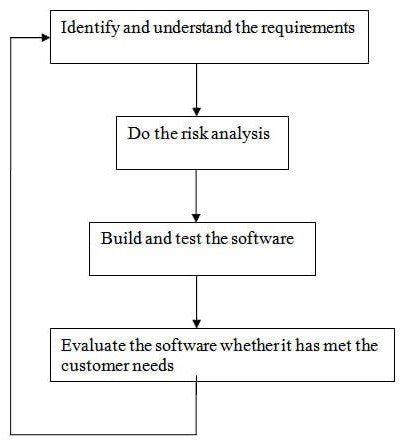 Identify and understand the requirements
Do the risk analysis
Build and test the software
Evaluate the software whether it has met the
customer needs